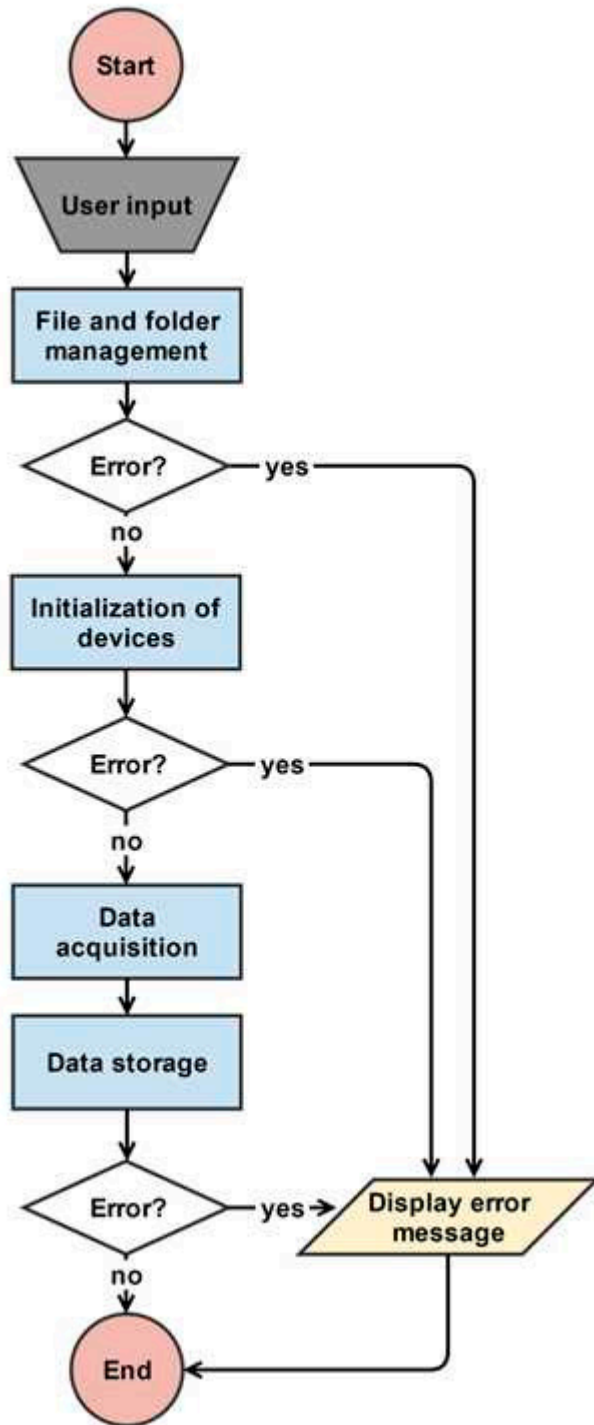 Start
User input
File and folder
management
Error?
yes
no
Initialization of
devices
Error?
yes
no
Data
acquisition
Data storage
Error?
yes
Display error
message
no
End